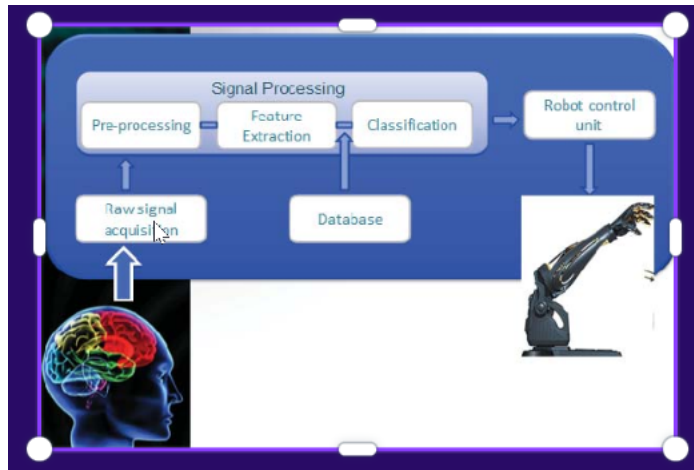 Signal Processing
Pre-processing
Feature
Extraction
Classification
Robot control
unit
Raw signal
acquisition
Database